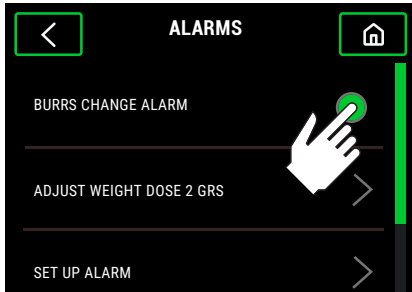 ALARMS
BURRS CHANGE ALARM
ADJUST WEIGHT DOSE 2 GRS
SET UP ALARM